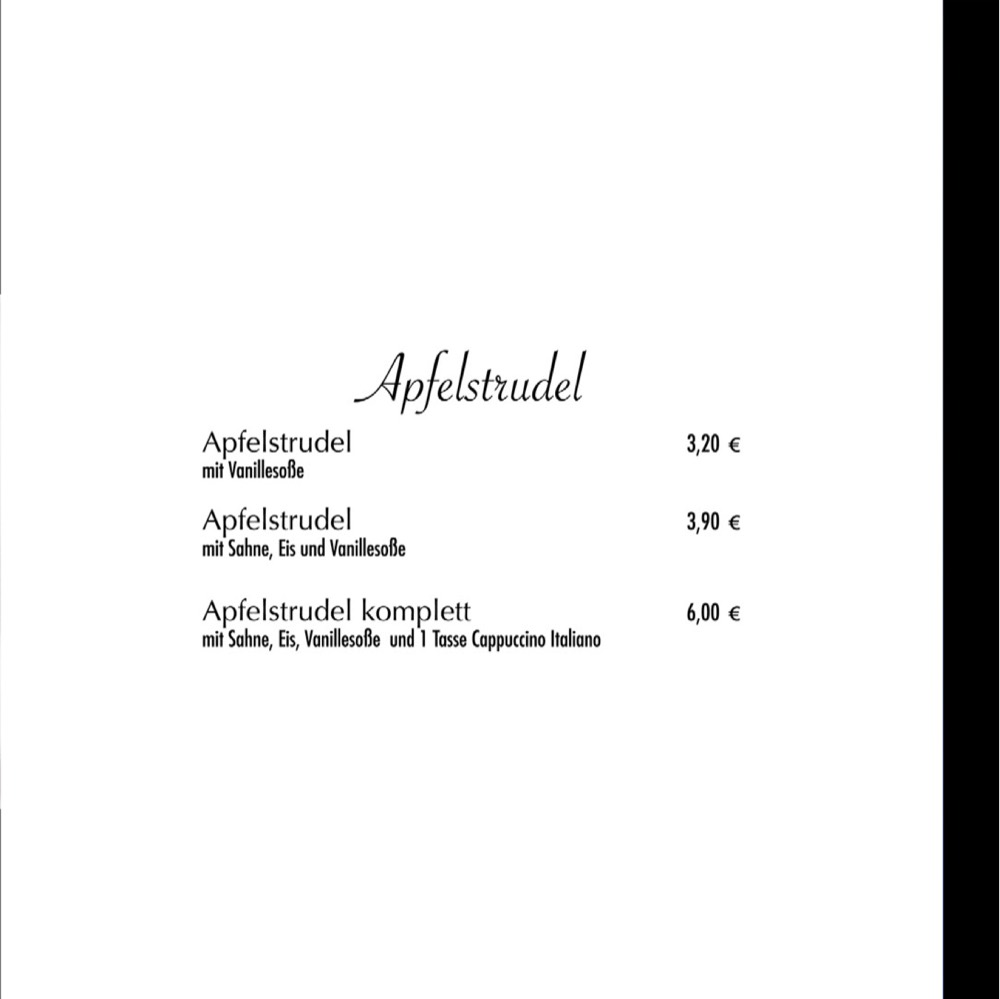 Apfelstrudel
Apfelstrudel 3,20 €
mit Vanillesoße
Apfelstrudel 3,90 €
mit Sahne, Eis und Vanillesoße
Apfelstrudel komplett 6,00 €
mit Sahne, Eis, Vanillesoße und 1 Tasse Cappuccino Italiano